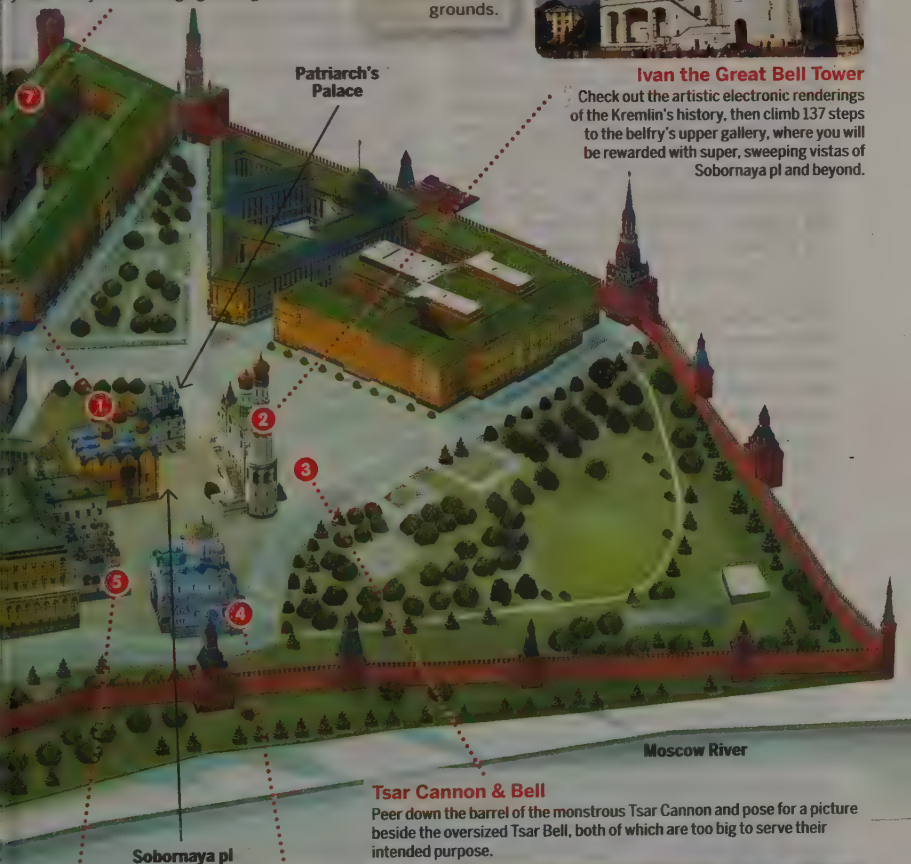 grounds.
Patriarch's
Palace
Ivan the Great Bell Tower
Check out the artistic electronic renderings
of the Kremlin's history, then climb 137 steps
to the belfry's upper gallery, where you will
be rewarded with super, sweeping vistas of
Sobornaya pl and beyond.
7
1
2
3
5
4
Moscow River
Tsar Cannon & Bell
Peer down the barrel of the monstrous Tsar Cannon and pose for a picture
beside the oversized Tsar Bell, both of which are too big to serve their
intended purpose.
Sobornaya pl